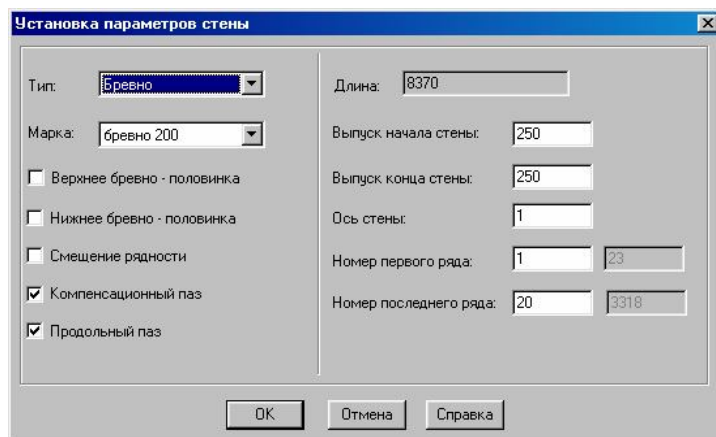 Установка параметров стены
Тип: Бревно
Марка: бревно 200
Верхнее бревно - половинка
Нижнее бревно - половинка
Смещение рядности
Компенсационный паз
Продольный паз
Длина: 8370
Выпуск начала стены: 250
Выпуск конца стены: 250
Ось стены: 1
Номер первого ряда: 1 23
Номер последнего ряда: 20 3318
OK Отмена Справка